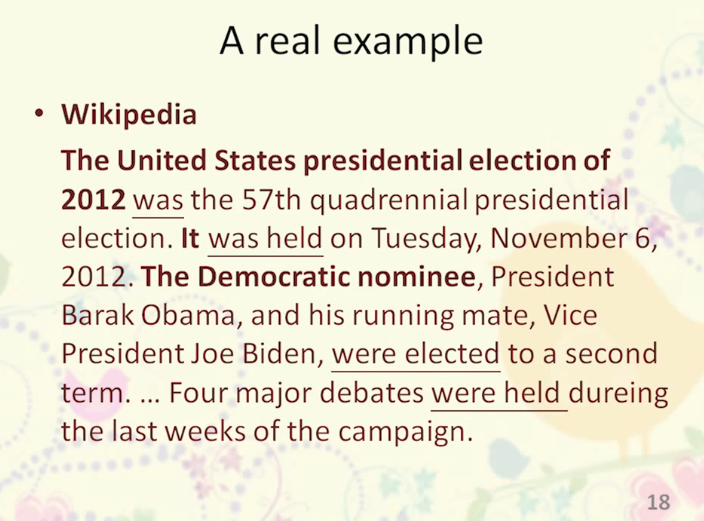 A real example
• Wikipedia
The United States presidential election of
2012 was the 57th quadrennial presidential
election. It was held on Tuesday, November 6,
2012. The Democratic nominee, President
Barak Obama, and his running mate, Vice
President Joe Biden, were elected to a second
term. ... Four major debates were held dureing
the last weeks of the campaign.
18